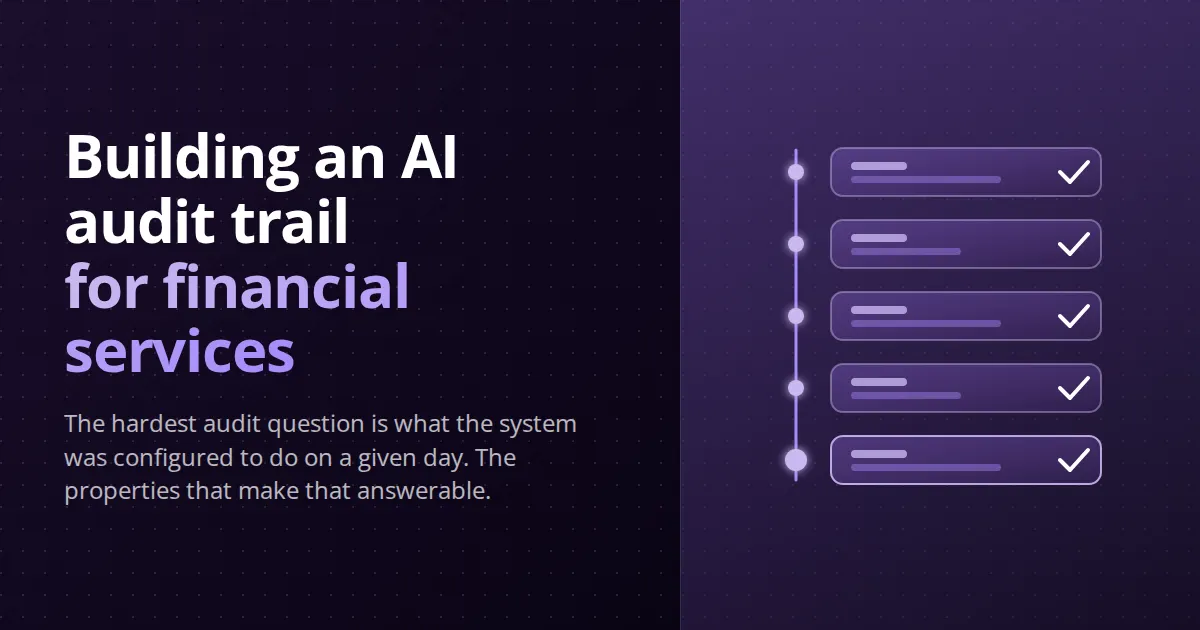 Building an AI
audit trail
for financial
services
The hardest audit question is what the system
was configured to do on a given day. The
properties that make that answerable.